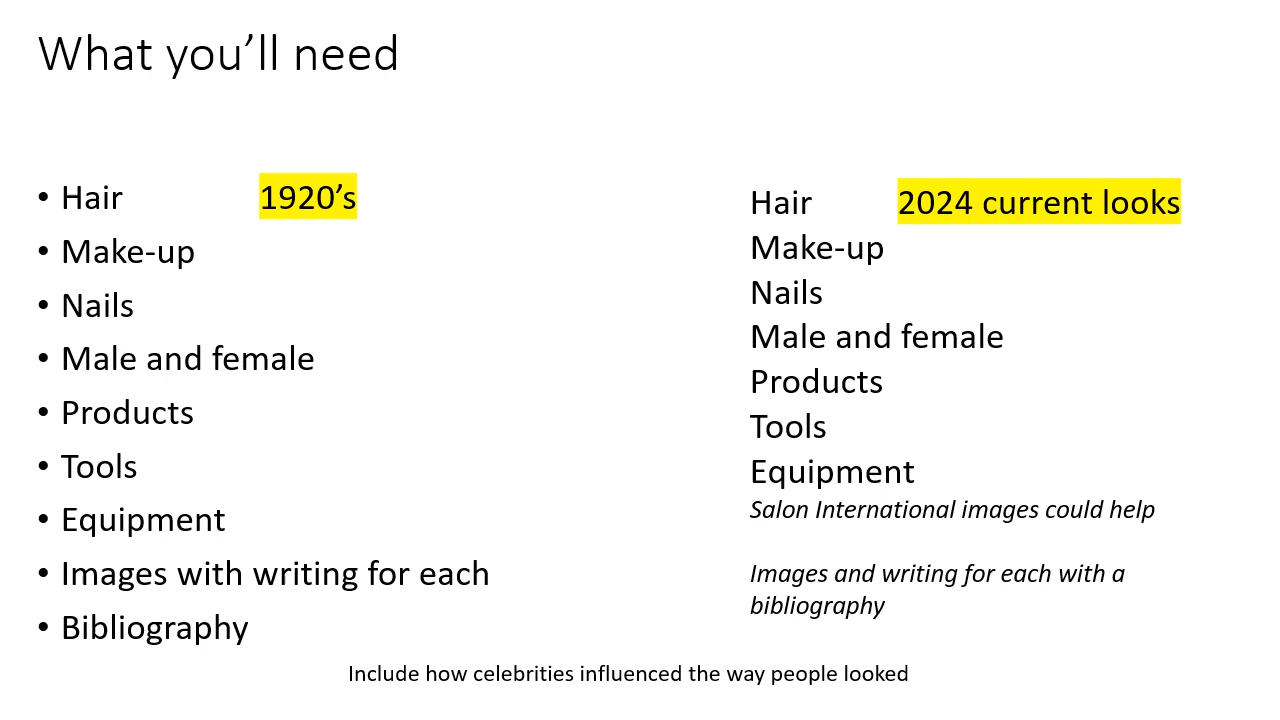 What you’ll need
• Hair 1920’s
• Make-up
• Nails
• Male and female
• Products
• Tools
• Equipment
• Images with writing for each
• Bibliography
Hair 2024 current looks
Make-up
Nails
Male and female
Products
Tools
Equipment
Salon International images could help
Images and writing for each with a
bibliography
Include how celebrities influenced the way people looked